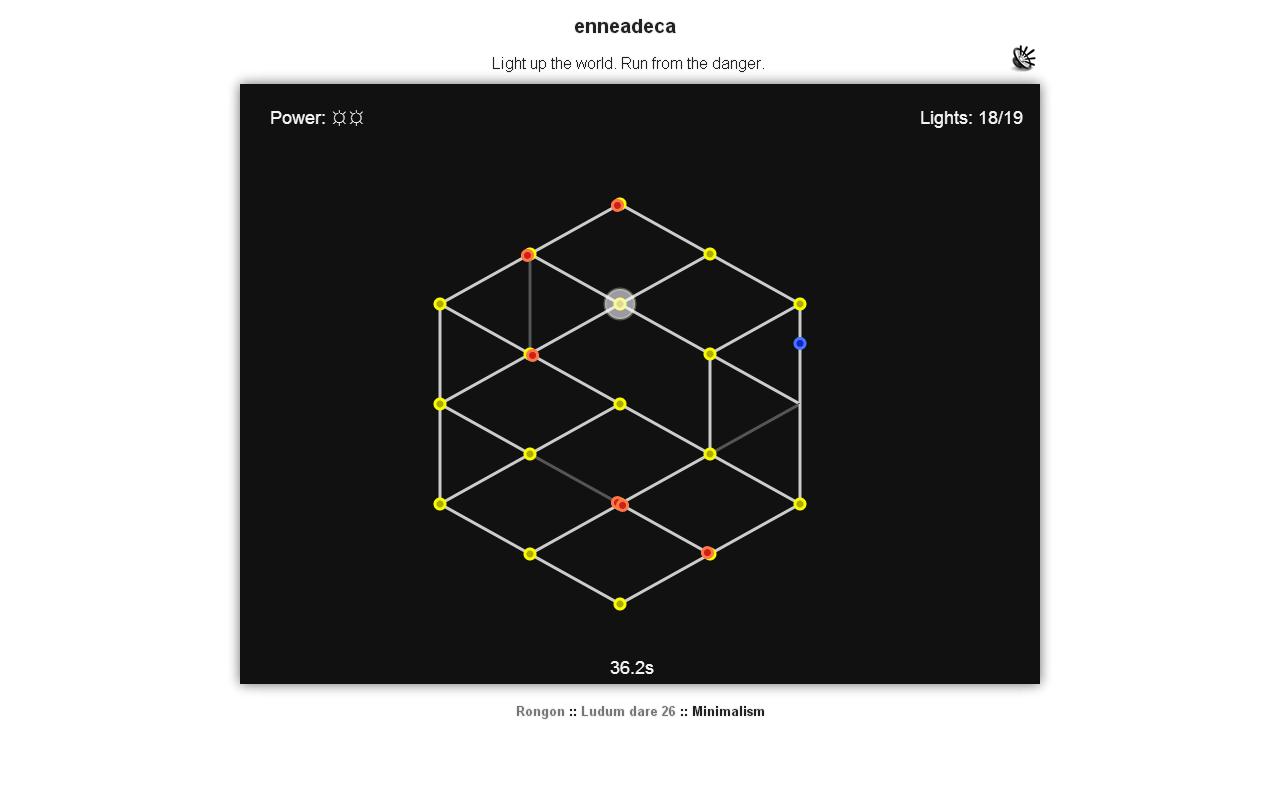 enneadeca
Light up the world. Run from the danger.
Power: ☼☼
Lights: 18/19
36.2s
Rongon :: Ludum dare 26 :: Minimalism